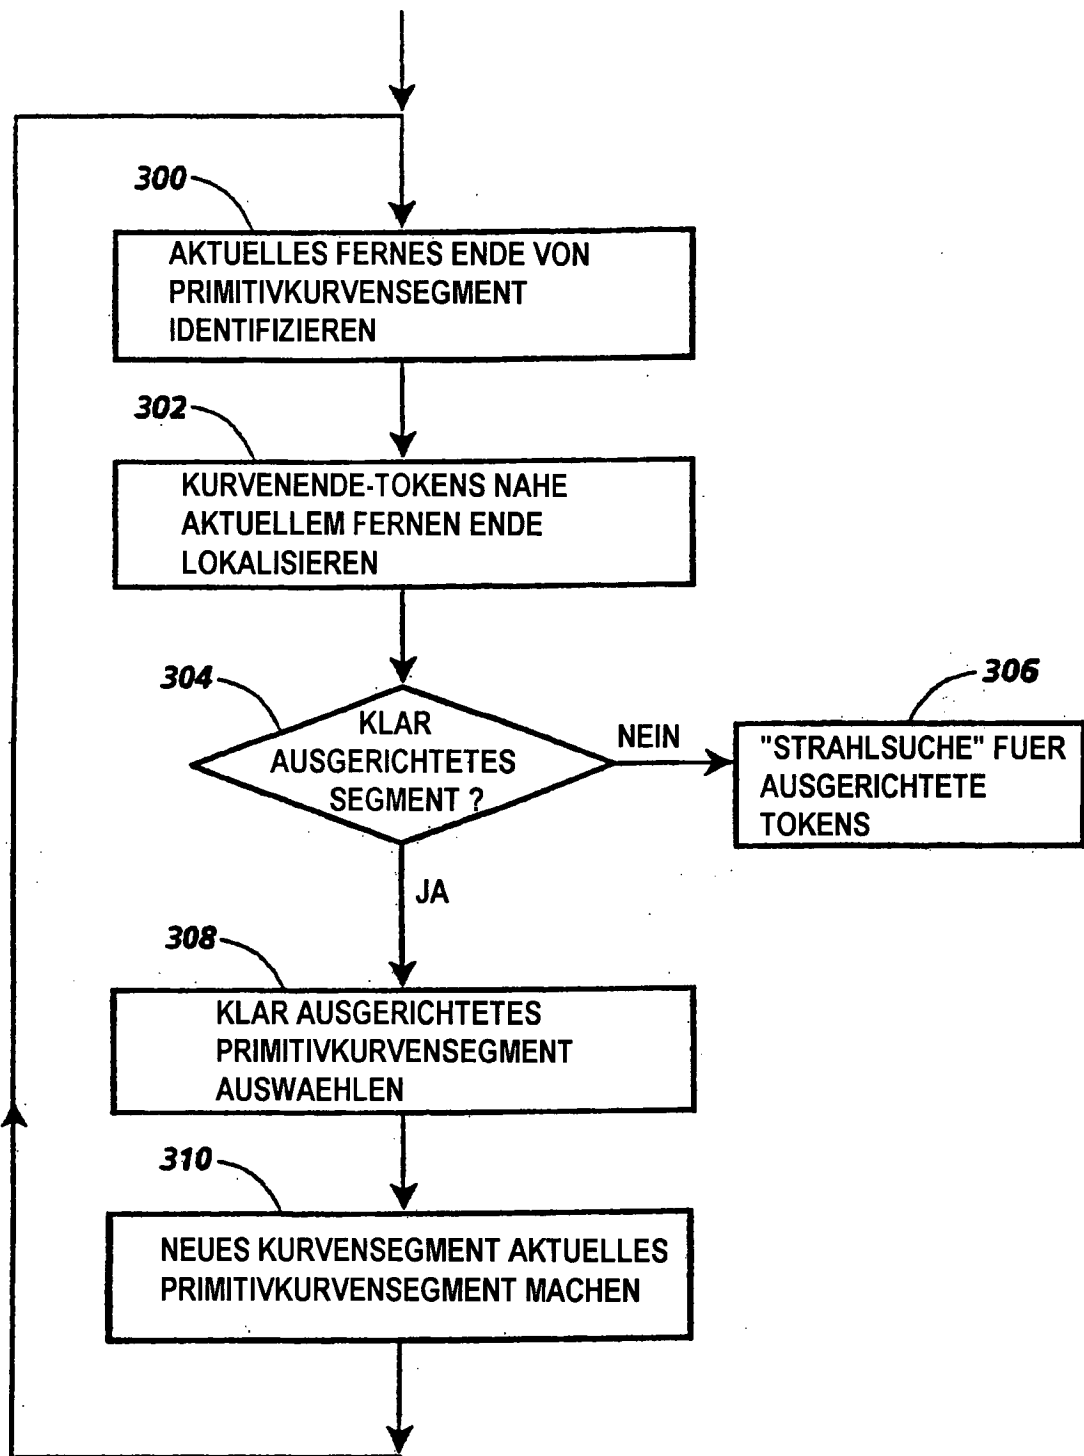 300
AKTUELLES FERNES ENDE VON
PRIMITIVKURVENSEGMENT
IDENTIFIZIEREN
302
KURVENENDE-TOKENS NAHE
AKTUELLEM FERNEN ENDE
LOKALISIEREN
304
KLAR
AUSGERICHTETES
SEGMENT ?
NEIN
306
"STRAHLSUCHE" FUER
AUSGERICHTETE
TOKENS
JA
308
KLAR AUSGERICHTETES
PRIMITIVKURVENSEGMENT
AUSWAEHLEN
310
NEUES KURVENSEGMENT AKTUELLES
PRIMITIVKURVENSEGMENT MACHEN